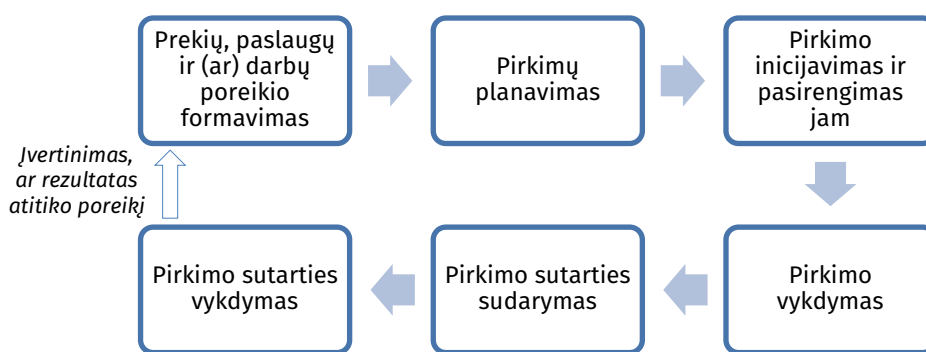 Prekių, paslaugų
ir (ar) darbų
poreikio
formavimas
Pirkimų
planavimas
Pirkimo
inicijavimas ir
pasirengimas
jam
Įvertinimas,
ar rezultatas
atitiko poreikį
Pirkimo sutarties
vykdymas
Pirkimo sutarties
sudarymas
Pirkimo
vykdymas